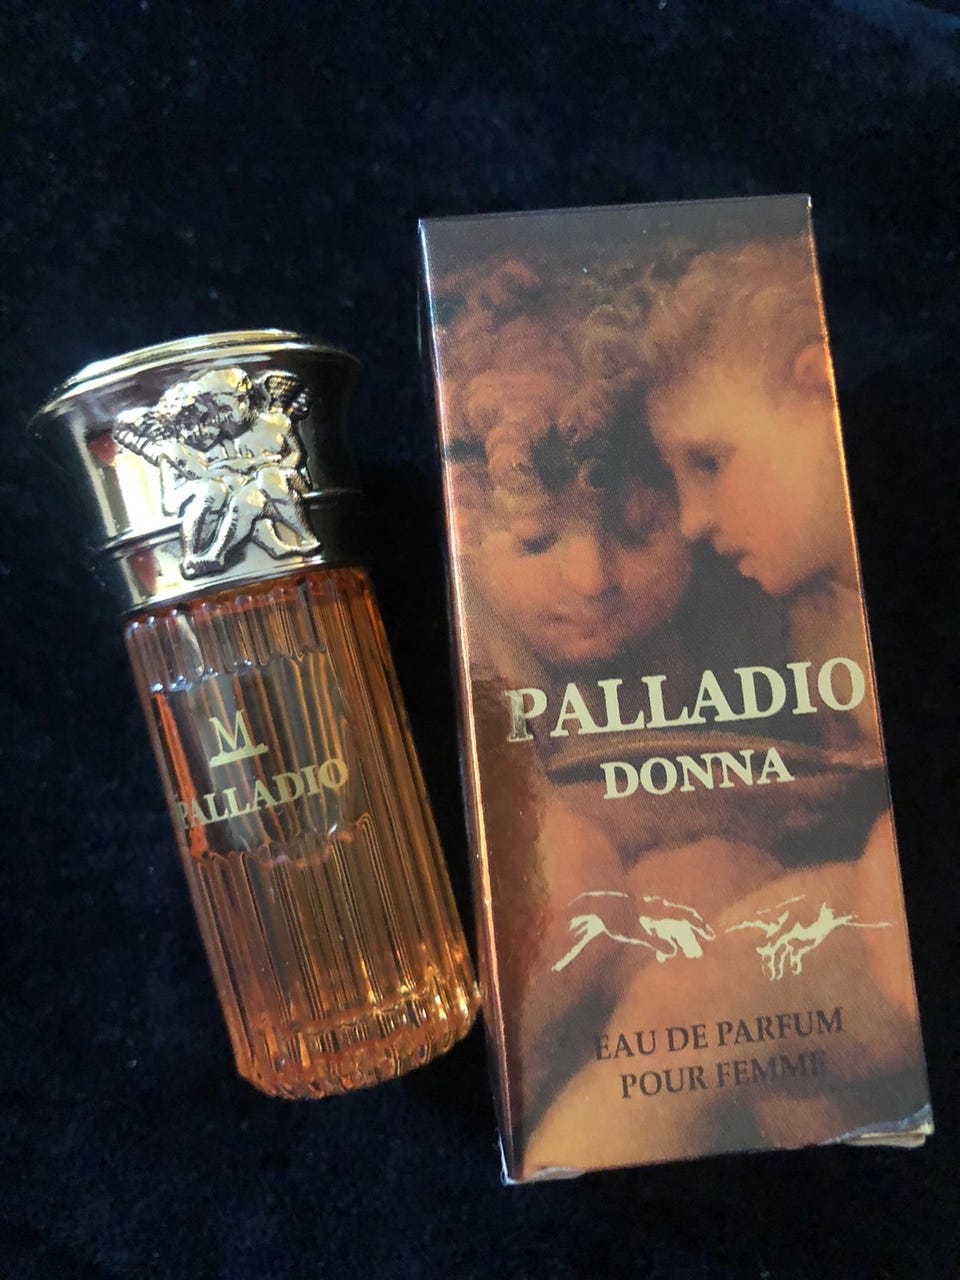 M
PALLADIO
PALLADIO
DONNA
EAU DE PARFUM
POUR FEMME